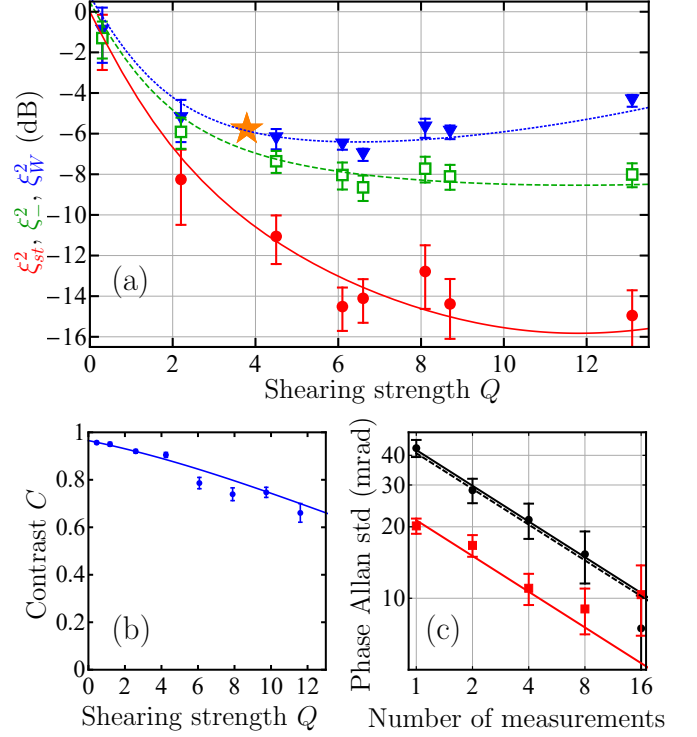 0
−2
−4
−6
−8
−10
−12
−14
−16
ξ²st, ξ²−, ξ²W (dB)
(a)
0 2 4 6 8 10 12
Shearing strength Q
1
0.8
0.6
0.4
0.2
0
Contrast C
(b)
0 2 4 6 8 10 12
Shearing strength Q
40
30
20
10
Phase Allan std (mrad)
(c)
1 2 4 8 16
Number of measurements